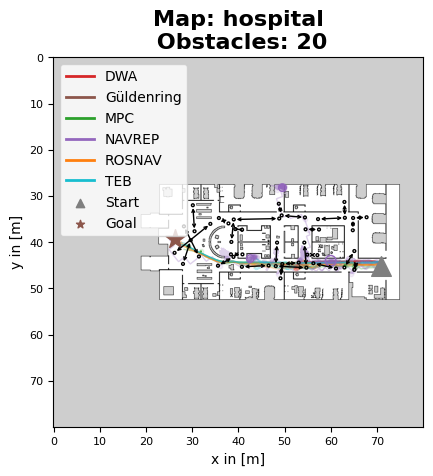 Map: hospital
Obstacles: 20
DWA
Güldenring
MPC
NAVREP
ROSNAV
TEB
Start
Goal
0
10
20
30
40
50
60
70
y in [m]
0
10
20
30
40
50
60
70
x in [m]